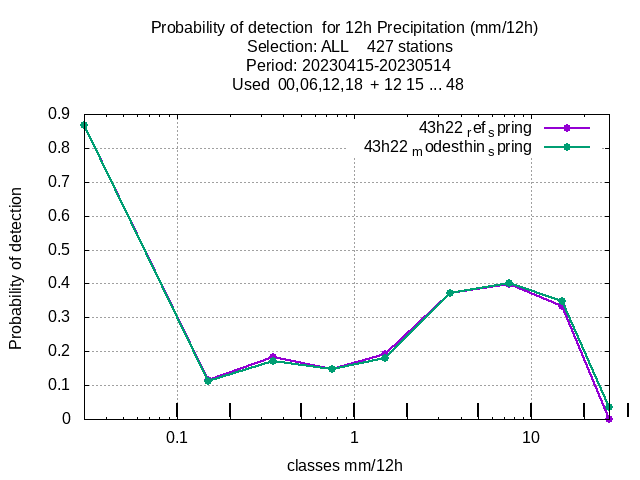 Probability of detection  for 12h Precipitation (mm/12h)
Selection: ALL    427 stations
Period: 20230415-20230514
Used  00,06,12,18  + 12 15 ... 48
43h22 ref spring
43h22 modesthin spring
Probability of detection
0.9
0.8
0.7
0.6
0.5
0.4
0.3
0.2
0.1
0
0.1
1
10
classes mm/12h